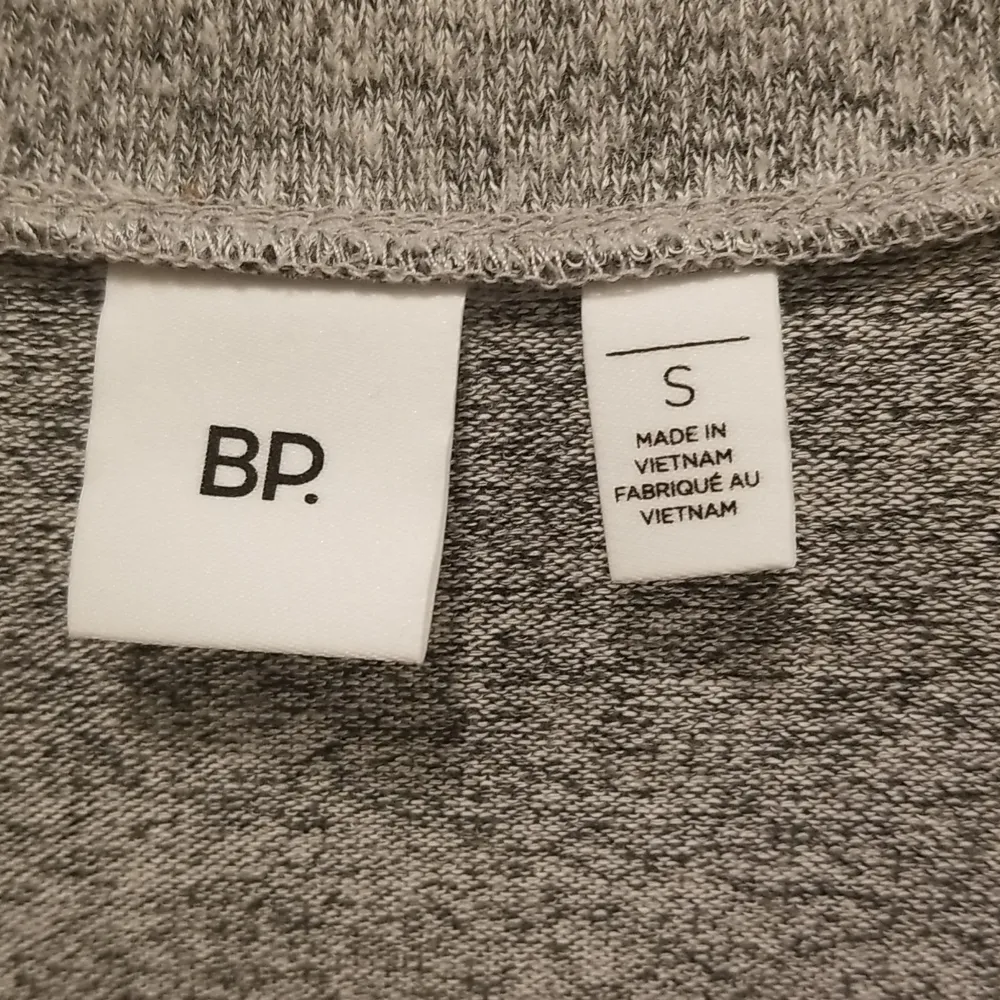 BP.
S
MADE IN
VIETNAM
FABRIQUÉ AU
VIETNAM